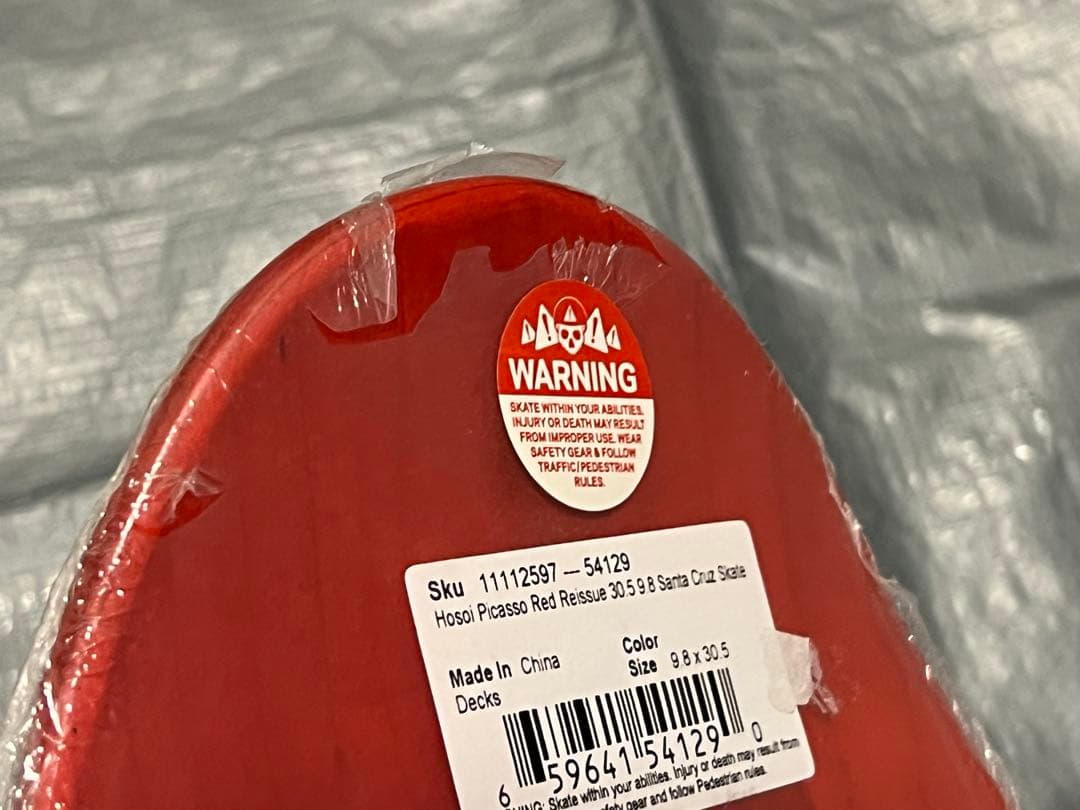 WARNING
SKATE WITHIN YOUR ABILITIES.
INJURY OR DEATH MAY RESULT
FROM IMPROPER USE. WEAR
SAFETY GEAR & FOLLOW
TRAFFIC/PEDESTRIAN
RULES.
Sku 11112597 — 54129
Hosoi Picasso Red Reissue 30.5 9.8 Santa Cruz Skate
Made In China
Color
Size 9.8 x 30.5
Decks
6 59641 54129 0
Skate within your abilities. Injury or death may result from
gear and follow Pedestrian rules.